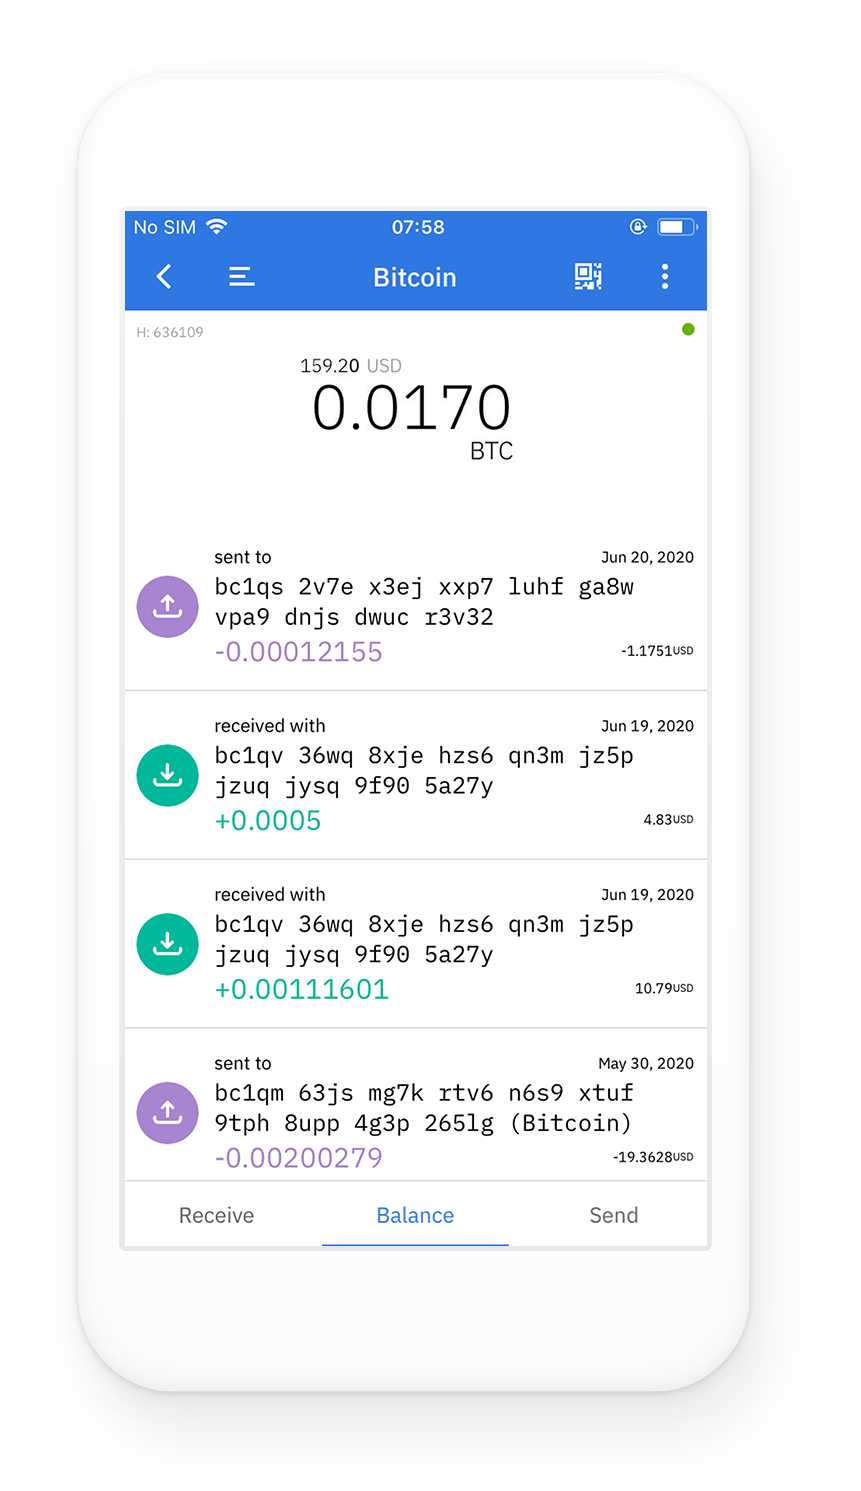 No SIM 07:58
Bitcoin
H: 636109
159.20 USD
0.0170
BTC
sent to Jun 20, 2020
bc1qs 2v7e x3ej xxp7 luhf ga8w
vpa9 dnjs dwuc r3v32
-0.00012155 -1.1751USD
received with Jun 19, 2020
bc1qv 36wq 8xje hzs6 qn3m jz5p
jzuq jysq 9f90 5a27y
+0.0005 4.83USD
received with Jun 19, 2020
bc1qv 36wq 8xje hzs6 qn3m jz5p
jzuq jysq 9f90 5a27y
+0.00111601 10.79USD
sent to May 30, 2020
bc1qm 63js mg7k rtv6 n6s9 xtuf
9tph 8upp 4g3p 265lg (Bitcoin)
-0.00200279 -19.3628USD
Receive Balance Send